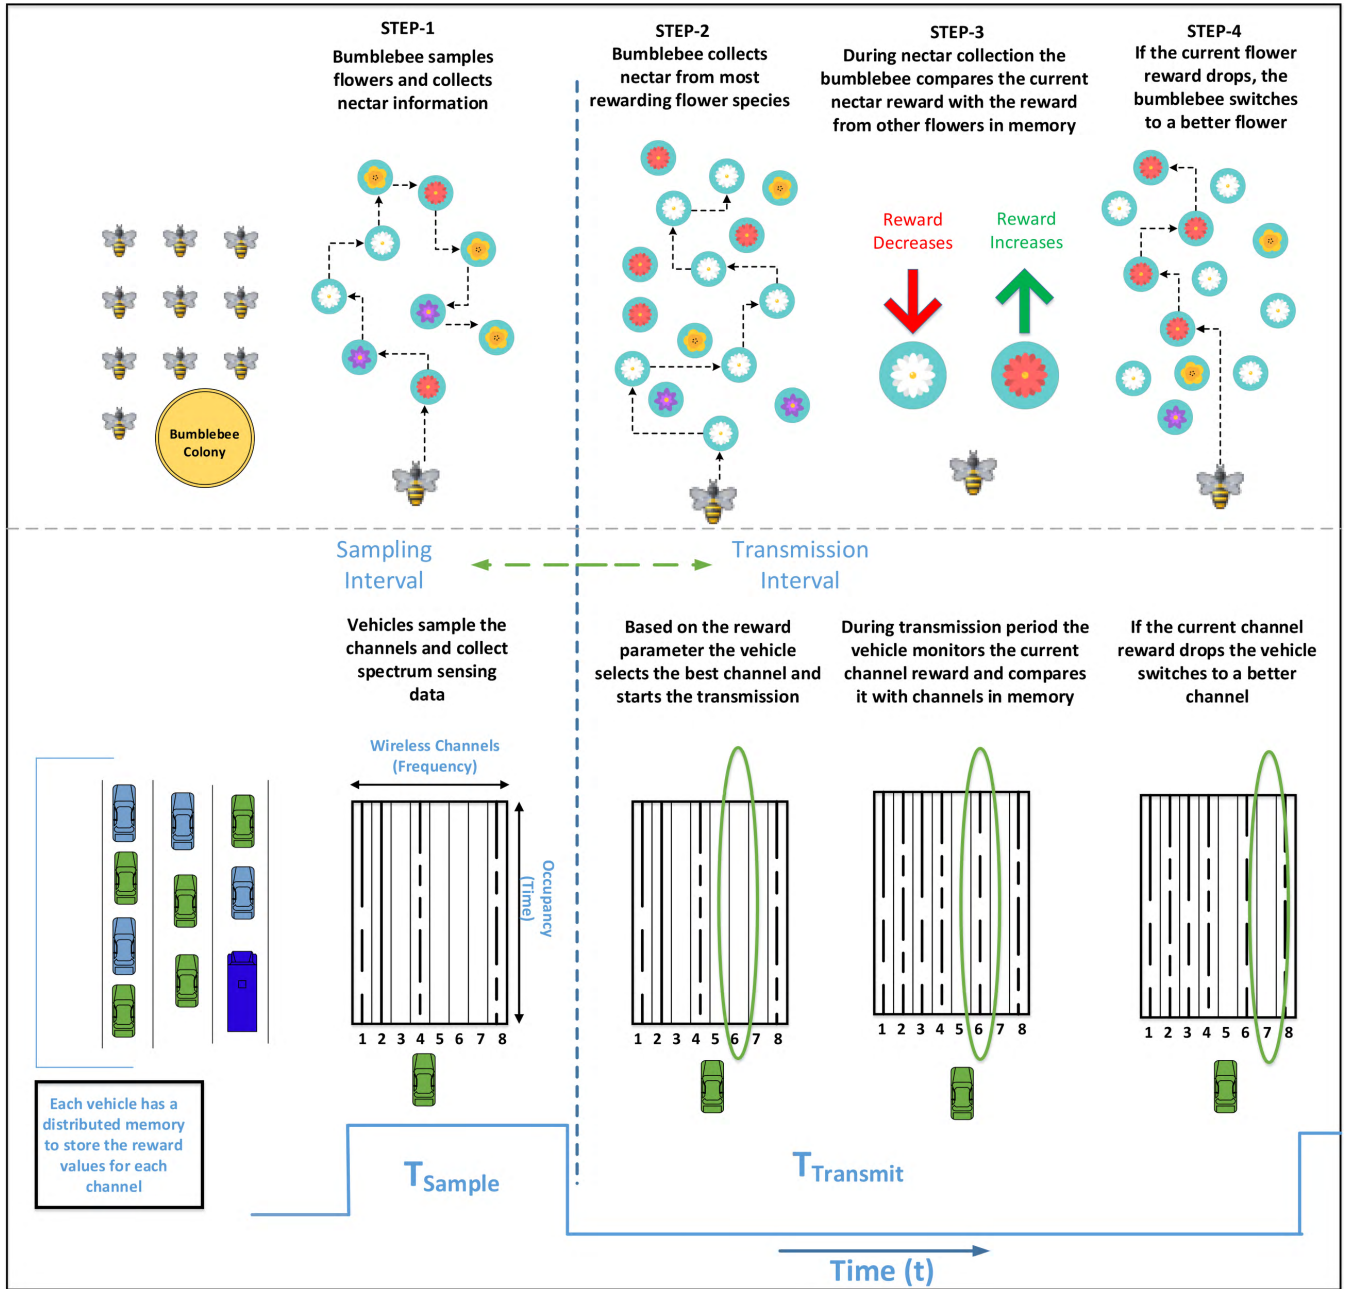 STEP-1
Bumblebee samples
flowers and collects
nectar information
STEP-2
Bumblebee collects
nectar from most
rewarding flower species
STEP-3
During nectar collection the
bumblebee compares the current
nectar reward with the reward
from other flowers in memory
STEP-4
If the current flower
reward drops, the
bumblebee switches
to a better flower
Reward
Decreases
Reward
Increases
Bumblebee
Colony
Sampling
Interval
Transmission
Interval
Vehicles sample the
channels and collect
spectrum sensing
data
Based on the reward
parameter the vehicle
selects the best channel and
starts the transmission
During transmission period the
vehicle monitors the current
channel reward and compares
it with channels in memory
If the current channel
reward drops the vehicle
switches to a better
channel
Wireless Channels
(Frequency)
Occupancy
(Time)
1 2 3 4 5 6 7 8
1 2 3 4 5 6 7 8
1 2 3 4 5 6 7 8
1 2 3 4 5 6 7 8
Each vehicle has a
distributed memory
to store the reward
values for each
channel
TSample
TTransmit
Time (t)